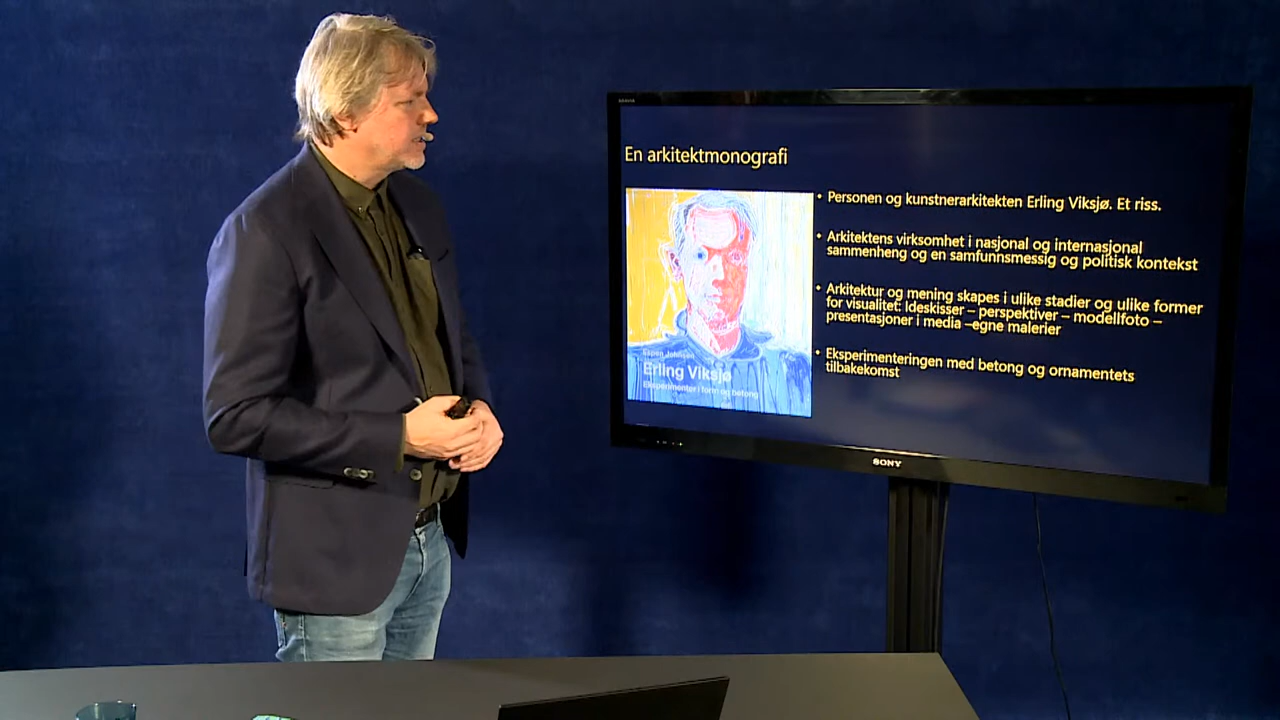 En arkitektmonografi
• Personen og kunstnerarkitekten Erling Viksjø. Et riss.
• Arkitektens virksomhet i nasjonal og internasjonal
sammenheng og en samfunnsmessig og politisk kontekst
• Arkitektur og mening skapes i ulike stadier og ulike former
for visualitet: Ideskisser – perspektiver – modellfoto –
presentasjoner i media –egne malerier
• Eksperimenteringen med betong og ornamentets
tilbakekomst
Espen Johnsen
Erling Viksjø
Eksperimenter i form og betong
SONY